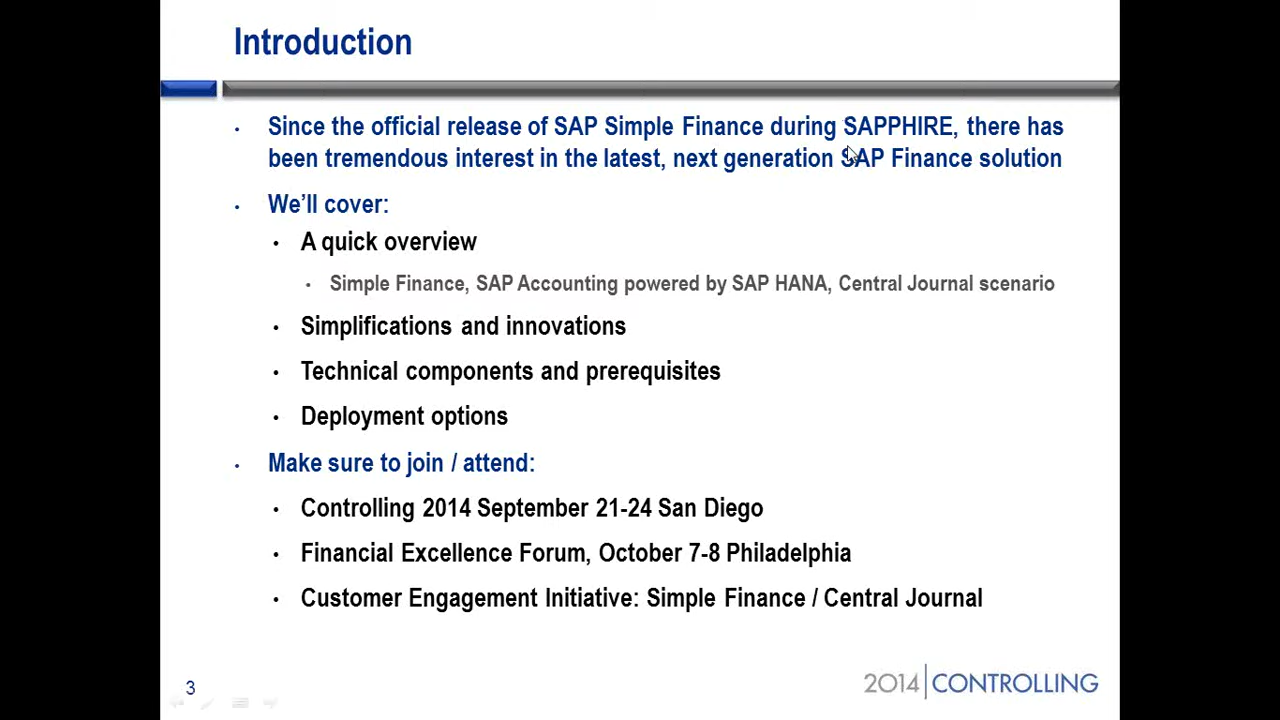 Introduction
Since the official release of SAP Simple Finance during SAPPHIRE, there has
been tremendous interest in the latest, next generation SAP Finance solution
We'll cover:
A quick overview
Simple Finance, SAP Accounting powered by SAP HANA, Central Journal scenario
Simplifications and innovations
Technical components and prerequisites
Deployment options
Make sure to join / attend:
Controlling 2014 September 21-24 San Diego
Financial Excellence Forum, October 7-8 Philadelphia
Customer Engagement Initiative: Simple Finance / Central Journal
3
2014 CONTROLLING